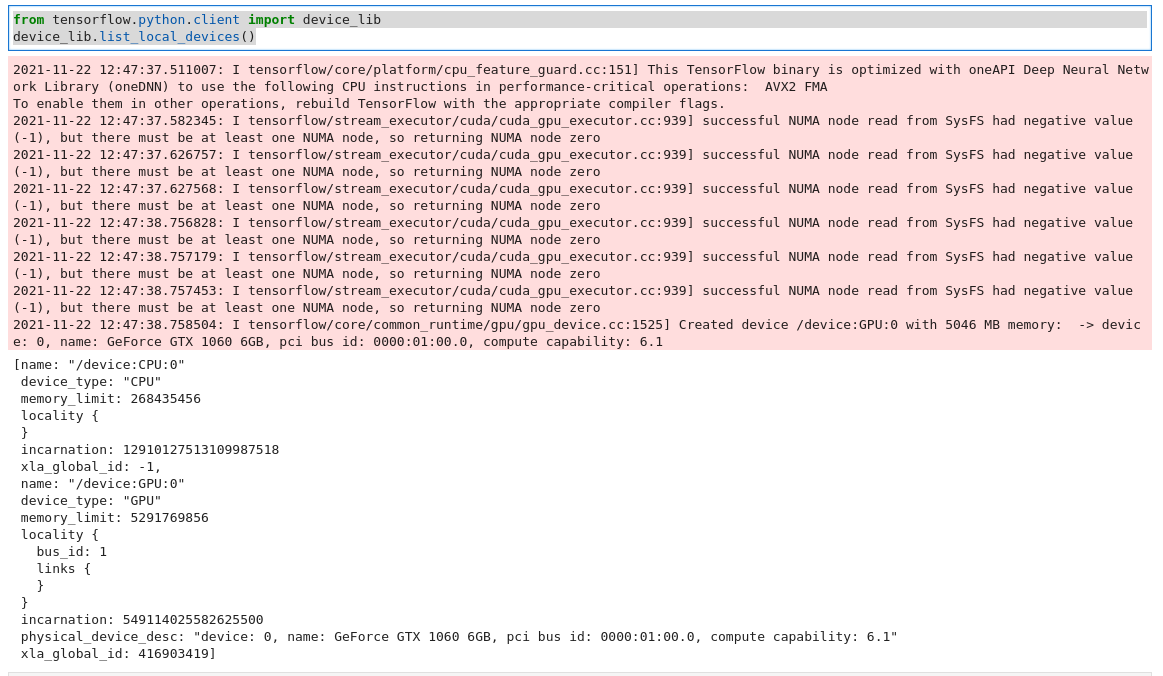 from tensorflow.python.client import device_lib
device_lib.list_local_devices()
2021-11-22 12:47:37.511007: I tensorflow/core/platform/cpu_feature_guard.cc:151] This TensorFlow binary is optimized with oneAPI Deep Neural Netw
ork Library (oneDNN) to use the following CPU instructions in performance-critical operations:  AVX2 FMA
To enable them in other operations, rebuild TensorFlow with the appropriate compiler flags.
2021-11-22 12:47:37.582345: I tensorflow/stream_executor/cuda/cuda_gpu_executor.cc:939] successful NUMA node read from SysFS had negative value
(-1), but there must be at least one NUMA node, so returning NUMA node zero
2021-11-22 12:47:37.626757: I tensorflow/stream_executor/cuda/cuda_gpu_executor.cc:939] successful NUMA node read from SysFS had negative value
(-1), but there must be at least one NUMA node, so returning NUMA node zero
2021-11-22 12:47:37.627568: I tensorflow/stream_executor/cuda/cuda_gpu_executor.cc:939] successful NUMA node read from SysFS had negative value
(-1), but there must be at least one NUMA node, so returning NUMA node zero
2021-11-22 12:47:38.756828: I tensorflow/stream_executor/cuda/cuda_gpu_executor.cc:939] successful NUMA node read from SysFS had negative value
(-1), but there must be at least one NUMA node, so returning NUMA node zero
2021-11-22 12:47:38.757179: I tensorflow/stream_executor/cuda/cuda_gpu_executor.cc:939] successful NUMA node read from SysFS had negative value
(-1), but there must be at least one NUMA node, so returning NUMA node zero
2021-11-22 12:47:38.757453: I tensorflow/stream_executor/cuda/cuda_gpu_executor.cc:939] successful NUMA node read from SysFS had negative value
(-1), but there must be at least one NUMA node, so returning NUMA node zero
2021-11-22 12:47:38.758504: I tensorflow/core/common_runtime/gpu/gpu_device.cc:1525] Created device /device:GPU:0 with 5046 MB memory:  -> devic
e: 0, name: GeForce GTX 1060 6GB, pci bus id: 0000:01:00.0, compute capability: 6.1
[name: "/device:CPU:0"
 device_type: "CPU"
 memory_limit: 268435456
 locality {
 }
 incarnation: 12910127513109987518
 xla_global_id: -1,
 name: "/device:GPU:0"
 device_type: "GPU"
 memory_limit: 5291769856
 locality {
   bus_id: 1
   links {
   }
 }
 incarnation: 549114025582625500
 physical_device_desc: "device: 0, name: GeForce GTX 1060 6GB, pci bus id: 0000:01:00.0, compute capability: 6.1"
 xla_global_id: 416903419]